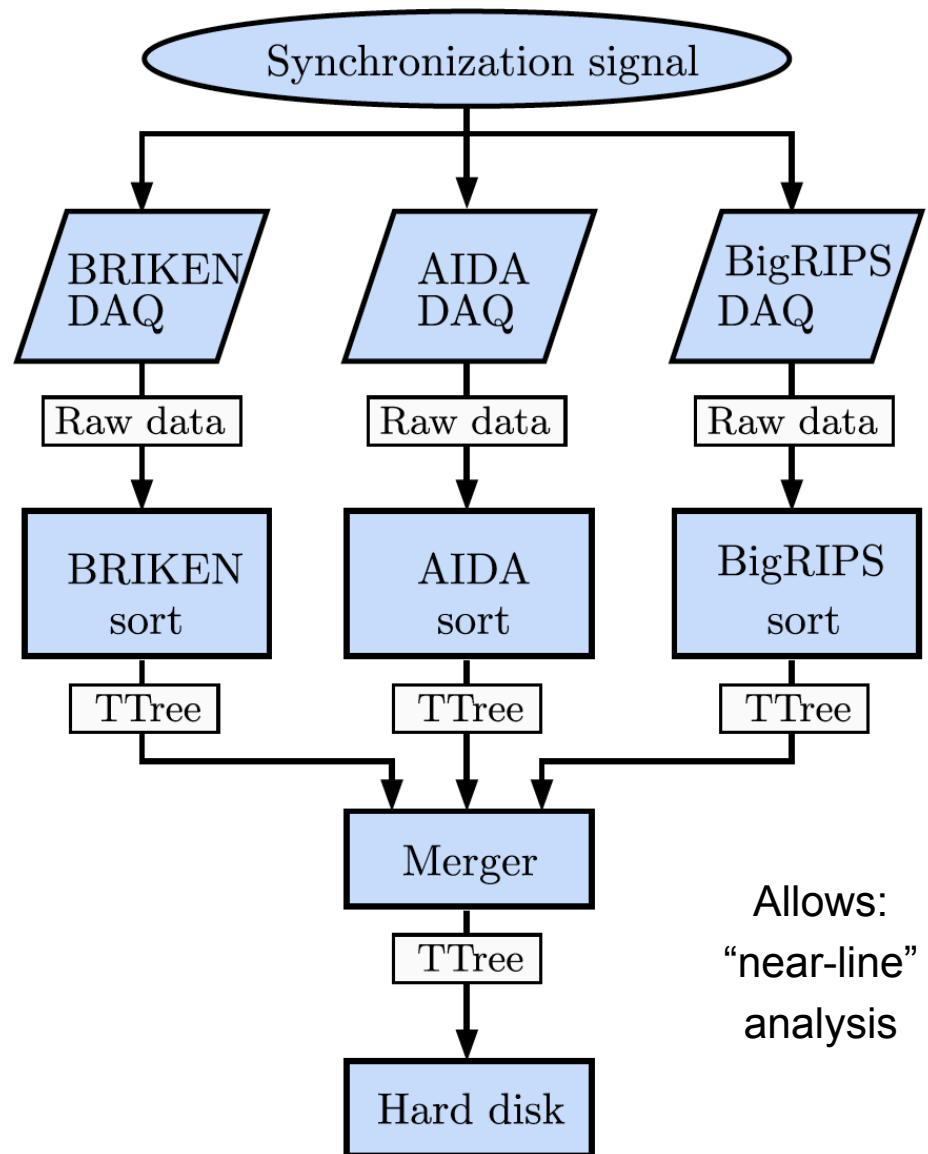 Synchronization signal
BRIKEN
DAQ
AIDA
DAQ
BigRIPS
DAQ
Raw data
Raw data
Raw data
BRIKEN
sort
AIDA
sort
BigRIPS
sort
TTree
TTree
TTree
Merger
Allows:
“near-line”
analysis
TTree
Hard disk